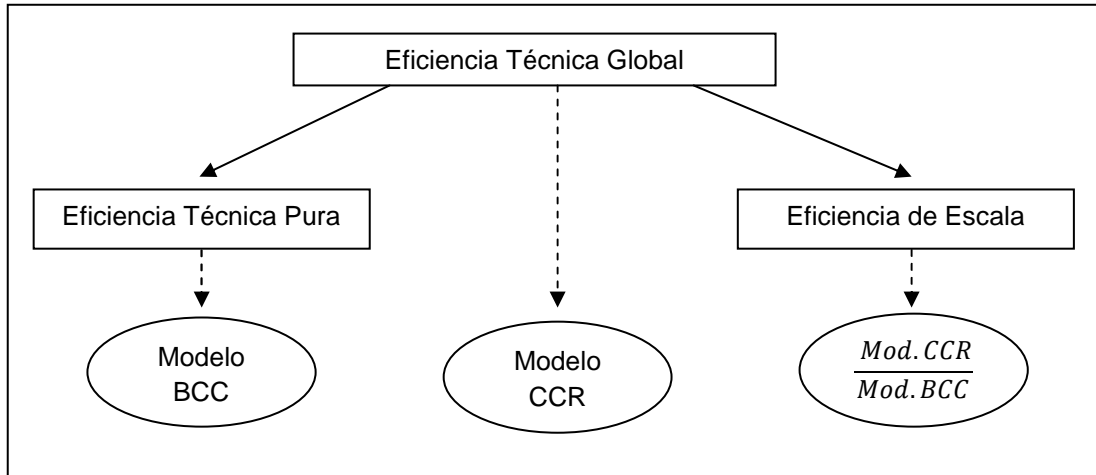 Eficiencia Técnica Global
Eficiencia Técnica Pura
Eficiencia de Escala
Modelo
BCC
Modelo
CCR
Mod.CCR
Mod.BCC